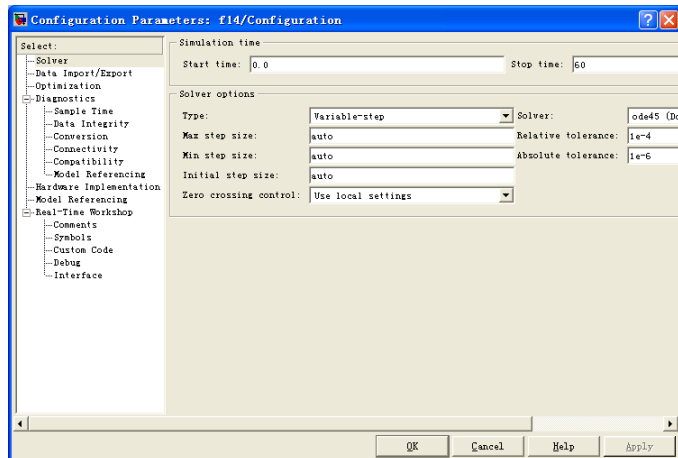 Configuration Parameters: f14/Configuration
Select:
Solver
Data Import/Export
Optimization
Diagnostics
Sample Time
Data Integrity
Conversion
Connectivity
Compatibility
Model Referencing
Hardware Implementation
Model Referencing
Real-Time Workshop
Comments
Symbols
Custom Code
Debug
Interface
Simulation time
Start time: 0.0 Stop time: 60
Solver options
Type: Variable-step Solver: ode45 (Do
Max step size: auto Relative tolerance: 1e-4
Min step size: auto Absolute tolerance: 1e-6
Initial step size: auto
Zero crossing control: Use local settings
OK Cancel Help Apply